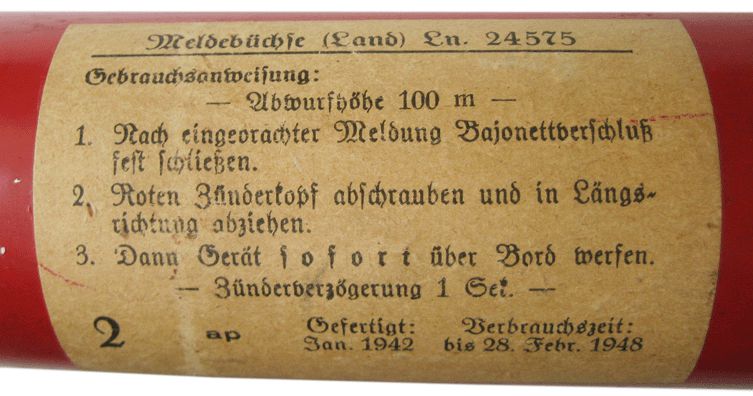 Meldebüchse (Land) Ln. 24575
Gebrauchsanweisung:
— Abwurfhöhe 100 m —
1. Nach eingebrachter Meldung Bajonettverschluß
fest schließen.
2. Roten Zünderkopf abschrauben und in Längs-
richtung abziehen.
3. Dann Gerät sofort über Bord werfen.
— Zünderverzögerung 1 Sek. —
2 ap Gefertigt: Verbrauchszeit:
Jan. 1942 bis 28. Febr. 1948